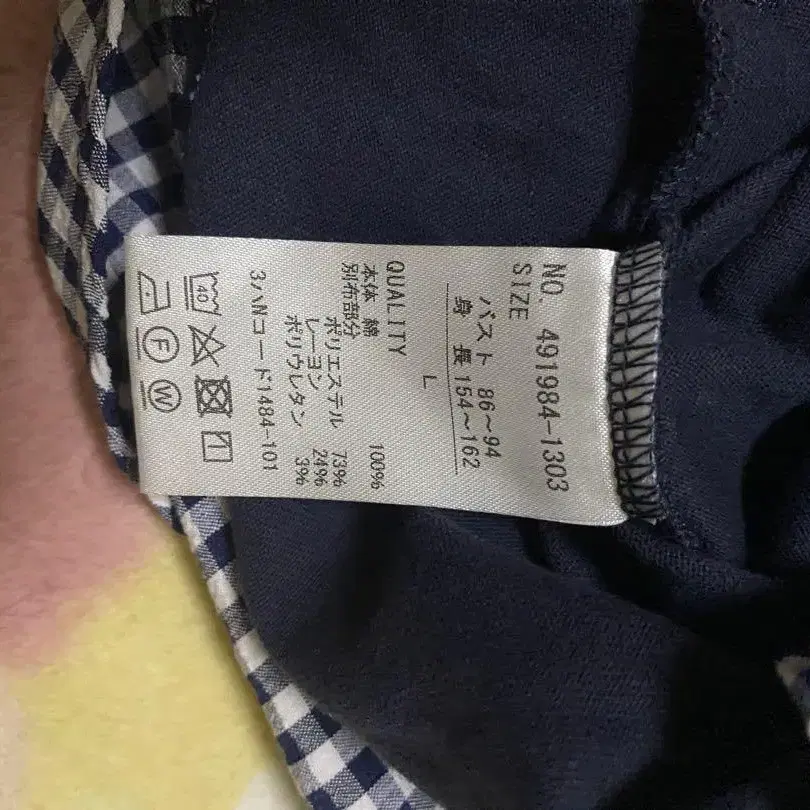 NO. 491984-1303
SIZE
バスト 86～94
身 長 154～162
L
QUALITY
本体 綿 100%
別布部分
ポリエステル 73%
レーヨン 24%
ポリウレタン 3%
3ハNコード1484-101
40
F W